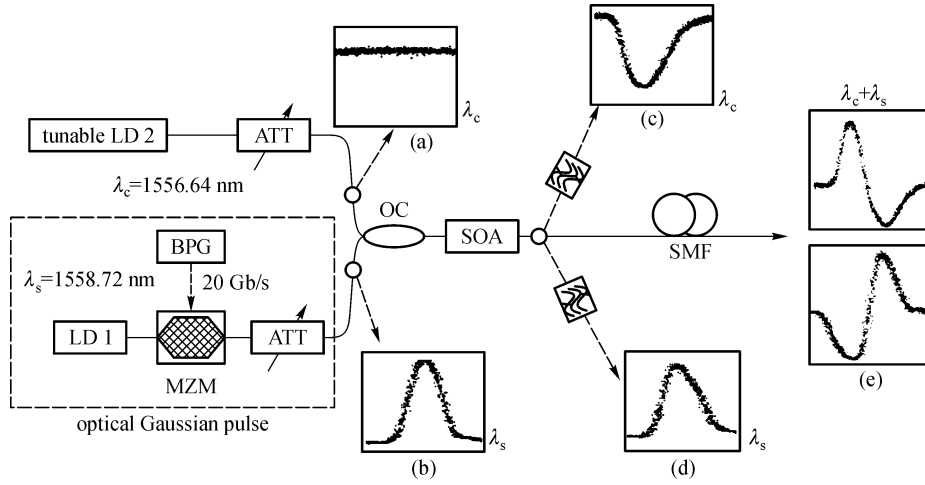 λc
(a)
(c)
λc
λc+λs
tunable LD 2
ATT
λc=1556.64 nm
OC
SOA
SMF
BPG
λs=1558.72 nm
20 Gb/s
LD 1
ATT
MZM
optical Gaussian pulse
λs
(b)
λs
(d)
(e)